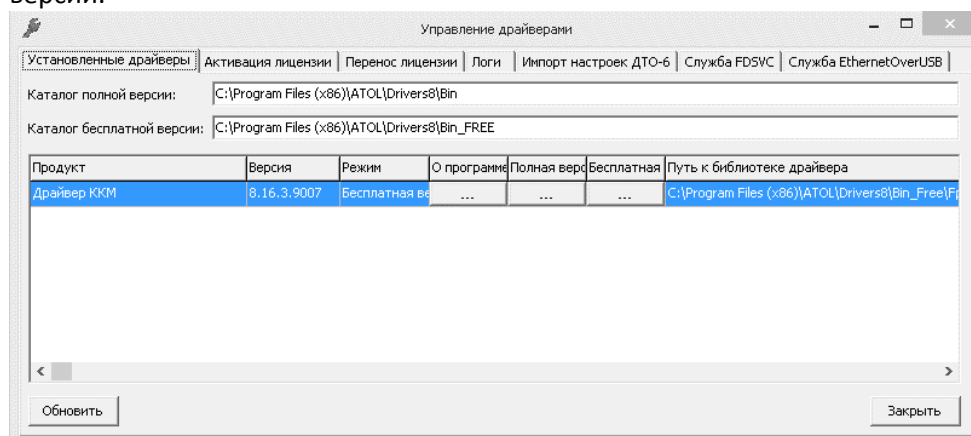 версии.
Управление драйверами
Установленные драйверы Активация лицензии Перенос лицензии Логи Импорт настроек ДТО-6 Служба FDSVC Служба EthernetOverUSB
Каталог полной версии: C:\Program Files (x86)\ATOL\Drivers8\Bin
Каталог бесплатной версии: C:\Program Files (x86)\ATOL\Drivers8\Bin_FREE
Продукт Версия Режим О программе Полная верс Бесплатная Путь к библиотеке драйвера
Драйвер ККМ 8.16.3.9007 Бесплатная ве ... ... ... C:\Program Files (x86)\ATOL\Drivers8\Bin_Free\Fp
Обновить Закрыть